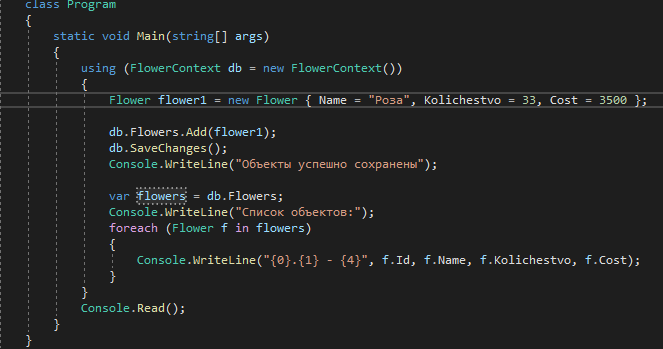 class Program
{
static void Main(string[] args)
{
using (FlowerContext db = new FlowerContext())
{
Flower flower1 = new Flower { Name = "Роза", Kolichestvo = 33, Cost = 3500 };
db.Flowers.Add(flower1);
db.SaveChanges();
Console.WriteLine("Объекты успешно сохранены");
var flowers = db.Flowers;
Console.WriteLine("Список объектов:");
foreach (Flower f in flowers)
{
Console.WriteLine("{0}.{1} - {4}", f.Id, f.Name, f.Kolichestvo, f.Cost);
}
}
Console.Read();
}
}